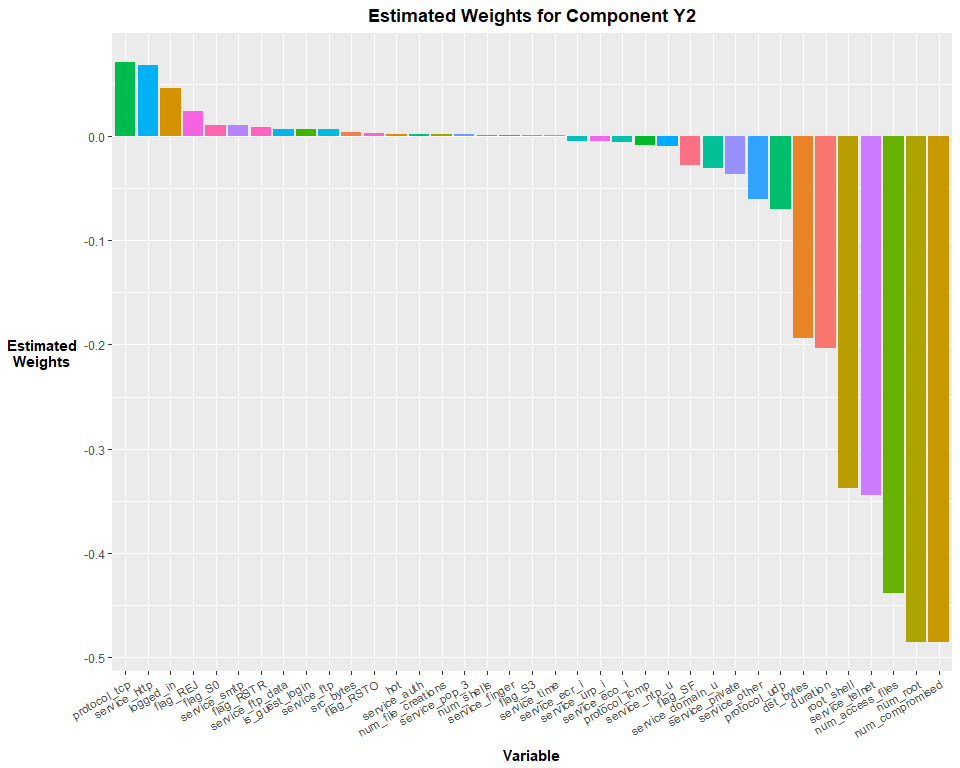 Estimated Weights for Component Y2
0.0
-0.1
-0.2
-0.3
-0.4
-0.5
Estimated
Weights
protocol_tcp
service_http
logged_in
flag_REJ
flag_S0
service_smtp
flag_RSTR
service_ftp_data
is_guest_login
service_ftp
src_bytes
flag_RSTO
hot
service_auth
num_file_creations
service_pop_3
num_shells
service_finger
flag_S3
service_time
service_ecr_i
service_urp_i
service_eco_i
protocol_icmp
service_ntp_u
flag_SF
service_domain_u
service_private
service_other
protocol_udp
dst_bytes
duration
root_shell
service_telnet
num_access_files
num_root
num_compromised
Variable